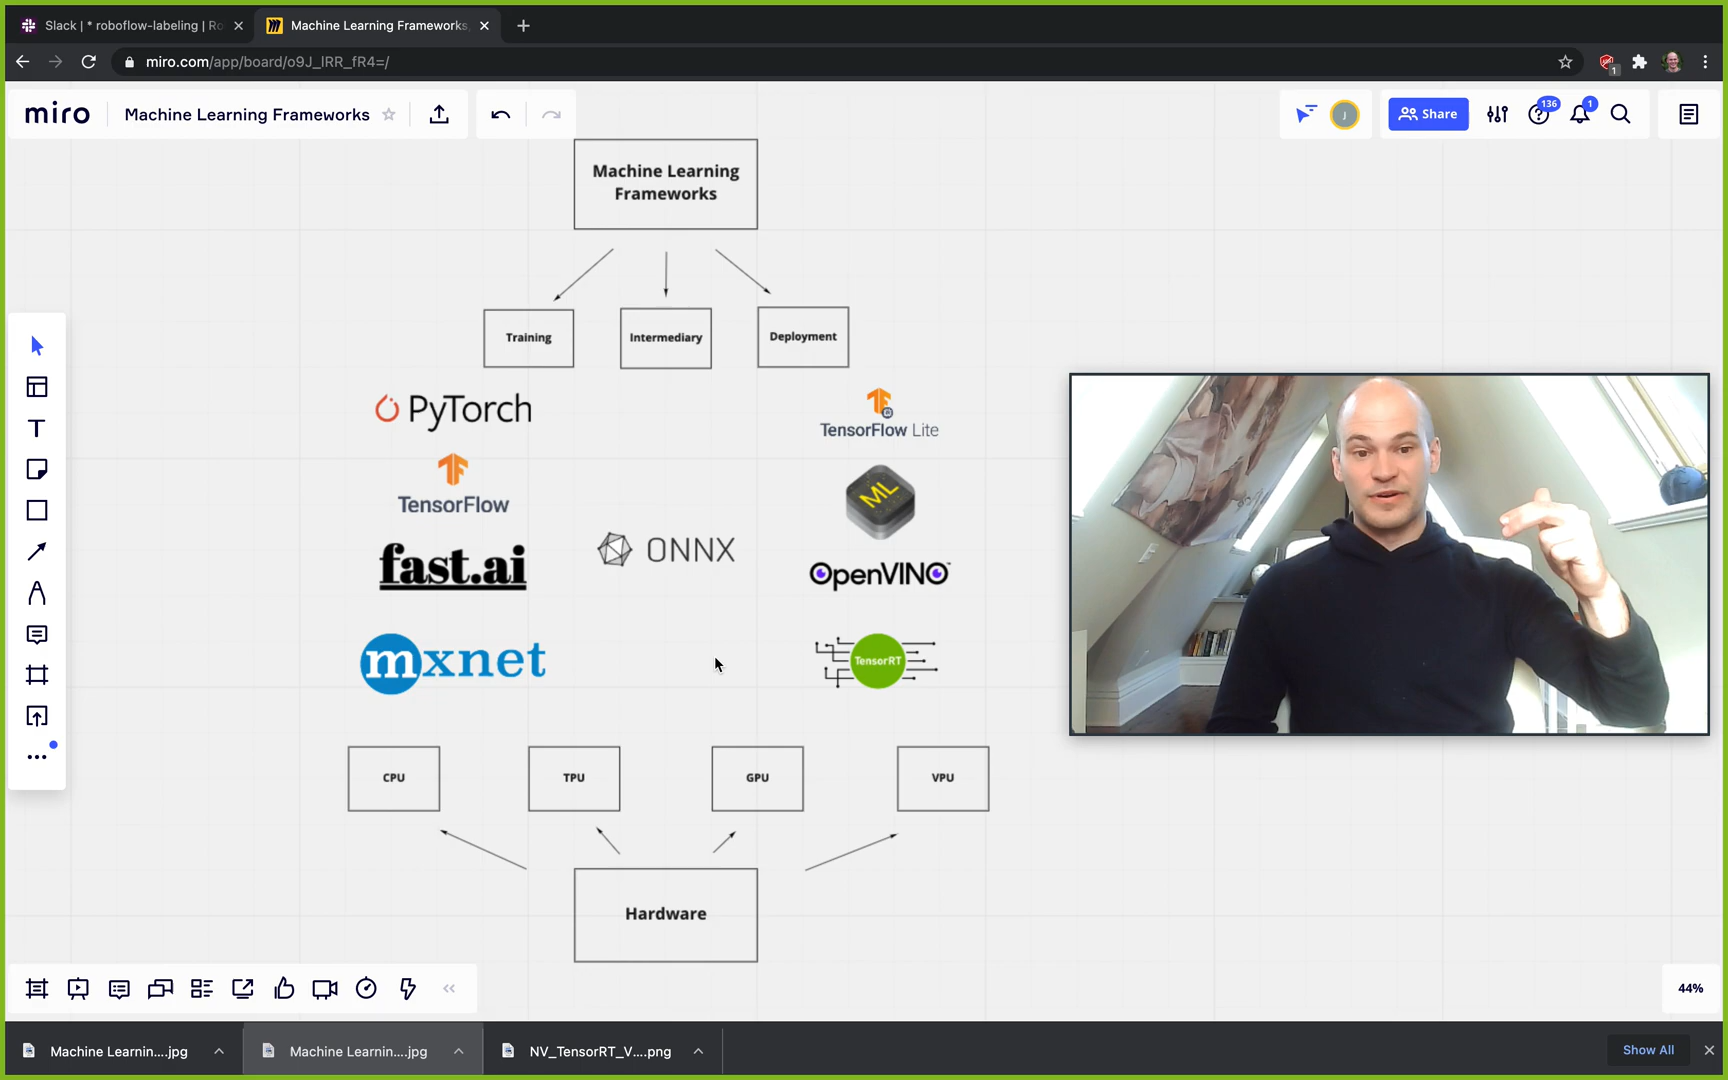 Slack | * roboflow-labeling | Ro
Machine Learning Frameworks,
miro.com/app/board/o9J_lRR_fR4=/
1
miro
Machine Learning Frameworks
J
Share
136
1
Machine Learning
Frameworks
Training
Intermediary
Deployment
PyTorch
TensorFlow Lite
TensorFlow
ML
fast.ai
ONNX
OpenVINO
mxnet
TensorRT
T
CPU
TPU
GPU
VPU
Hardware
44%
Machine Learnin....jpg
Machine Learnin....jpg
NV_TensorRT_V....png
Show All